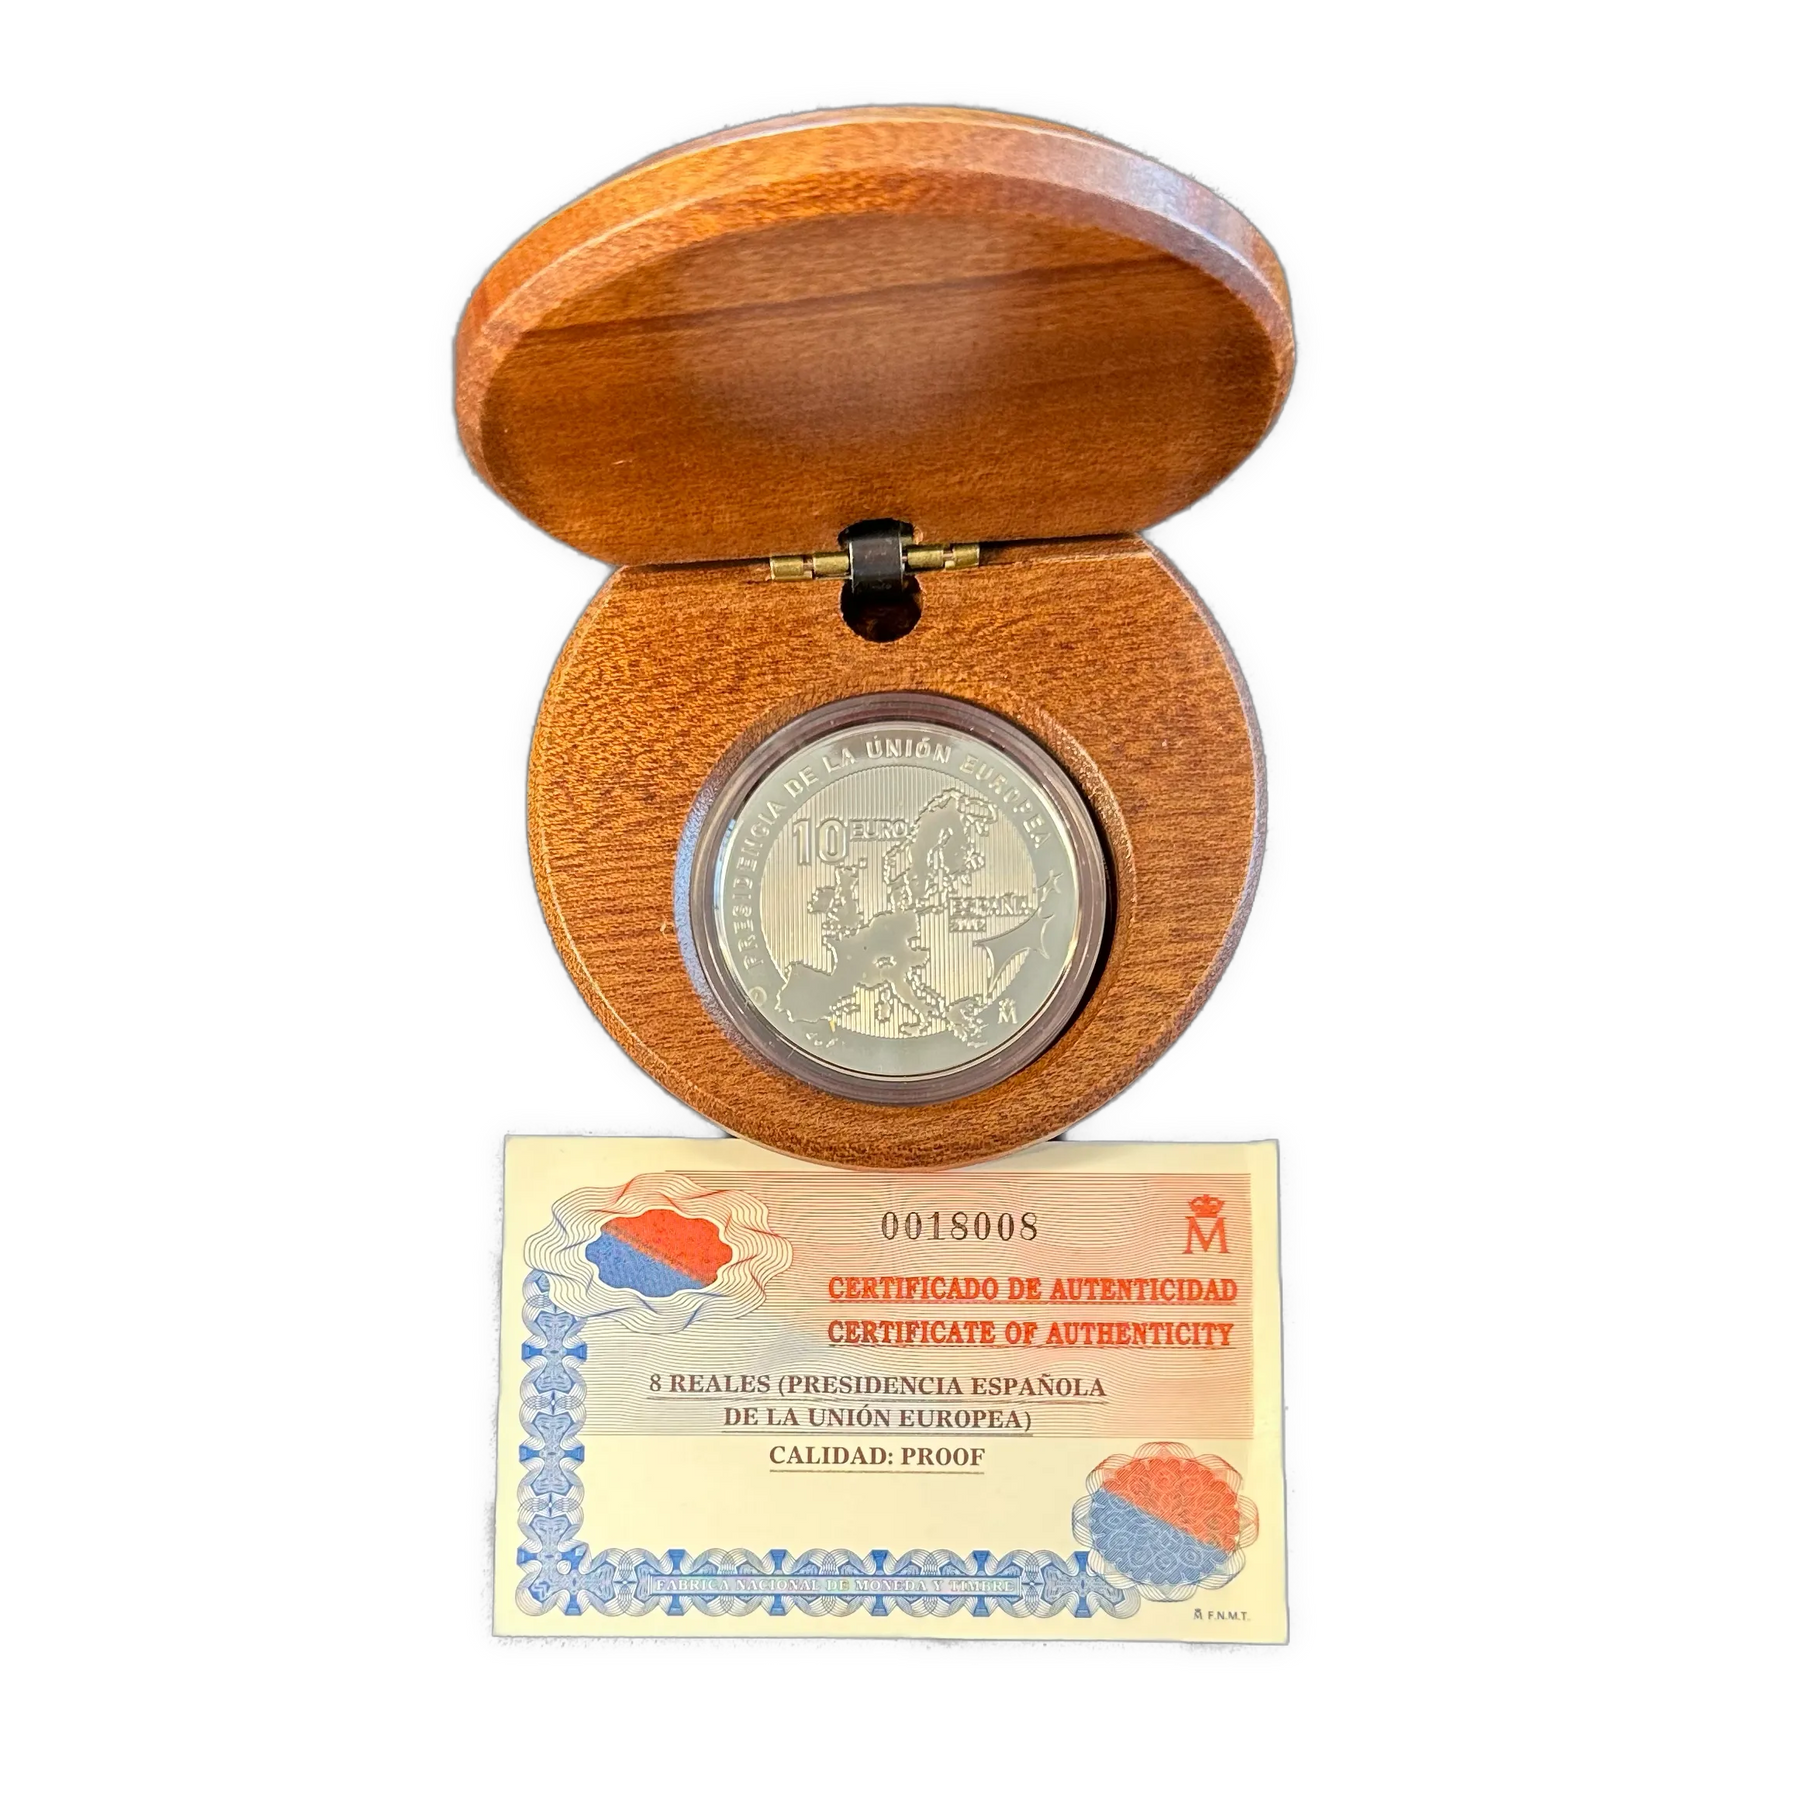 PRESIDENCIA DE LA UNIÓN EUROPEA
10 EURO
ESPAÑA
2002
M
0018008
M
CERTIFICADO DE AUTENTICIDAD
CERTIFICATE OF AUTHENTICITY
8 REALES (PRESIDENCIA ESPAÑOLA
DE LA UNIÓN EUROPEA)
CALIDAD: PROOF
FABRICA NACIONAL DE MONEDA Y TIMBRE
M F.N.M.T.